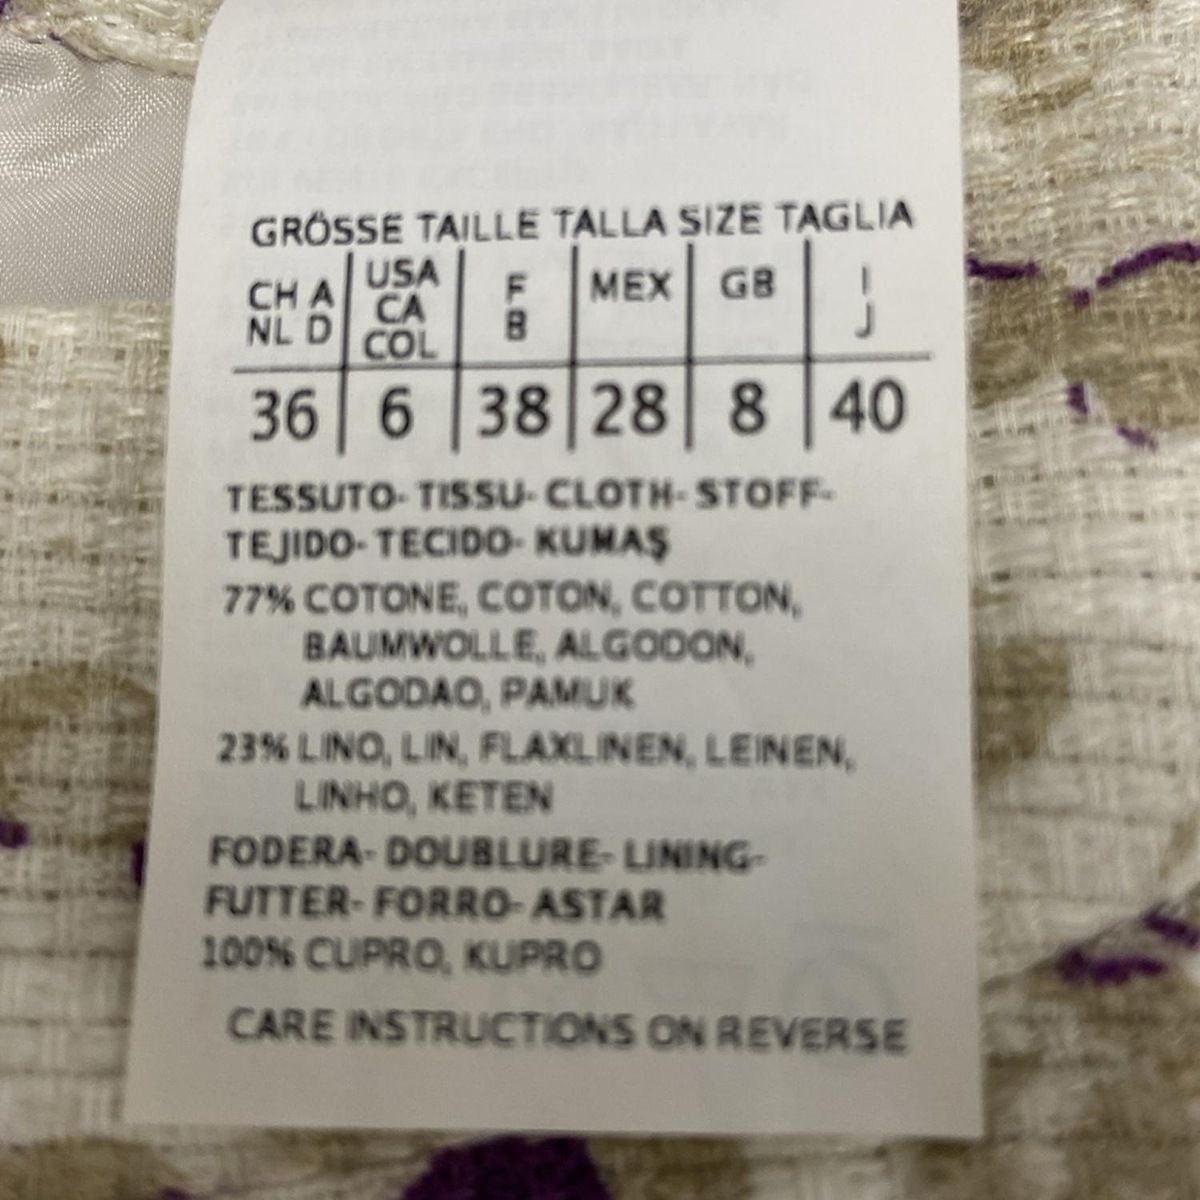 GRÖSSE TAILLE TALLA SIZE TAGLIA
CH A
NL D
USA
CA
COL
F
B
MEX
GB
I
J
36 6 38 28 8 40
TESSUTO- TISSU- CLOTH- STOFF-
TEJIDO- TECIDO- KUMAŞ
77% COTONE, COTON, COTTON,
BAUMWOLLE, ALGODON,
ALGODAO, PAMUK
23% LINO, LIN, FLAXLINEN, LEINEN,
LINHO, KETEN
FODERA- DOUBLURE- LINING-
FUTTER- FORRO- ASTAR
100% CUPRO, KUPRO
CARE INSTRUCTIONS ON REVERSE